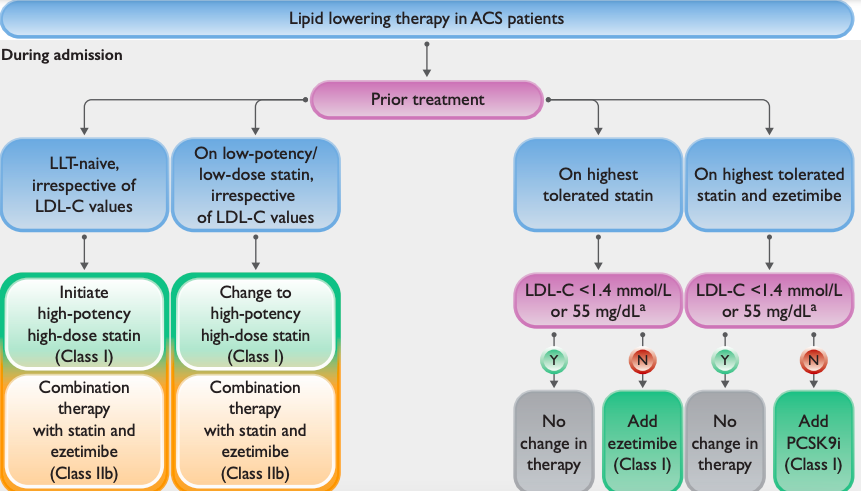 Lipid lowering therapy in ACS patients
During admission
Prior treatment
LLT-naive,
irrespective of
LDL-C values
On low-potency/
low-dose statin,
irrespective
of LDL-C values
On highest
tolerated statin
On highest tolerated
statin and ezetimibe
Initiate
high-potency
high-dose statin
(Class I)
Change to
high-potency
high-dose statin
(Class I)
LDL-C <1.4 mmol/L
or 55 mg/dLª
LDL-C <1.4 mmol/L
or 55 mg/dLª
Y
N
Y
N
Combination
therapy
with statin and
ezetimibe
(Class IIb)
Combination
therapy
with statin and
ezetimibe
(Class IIb)
No
change in
therapy
Add
ezetimibe
(Class I)
No
change in
therapy
Add
PCSK9i
(Class I)